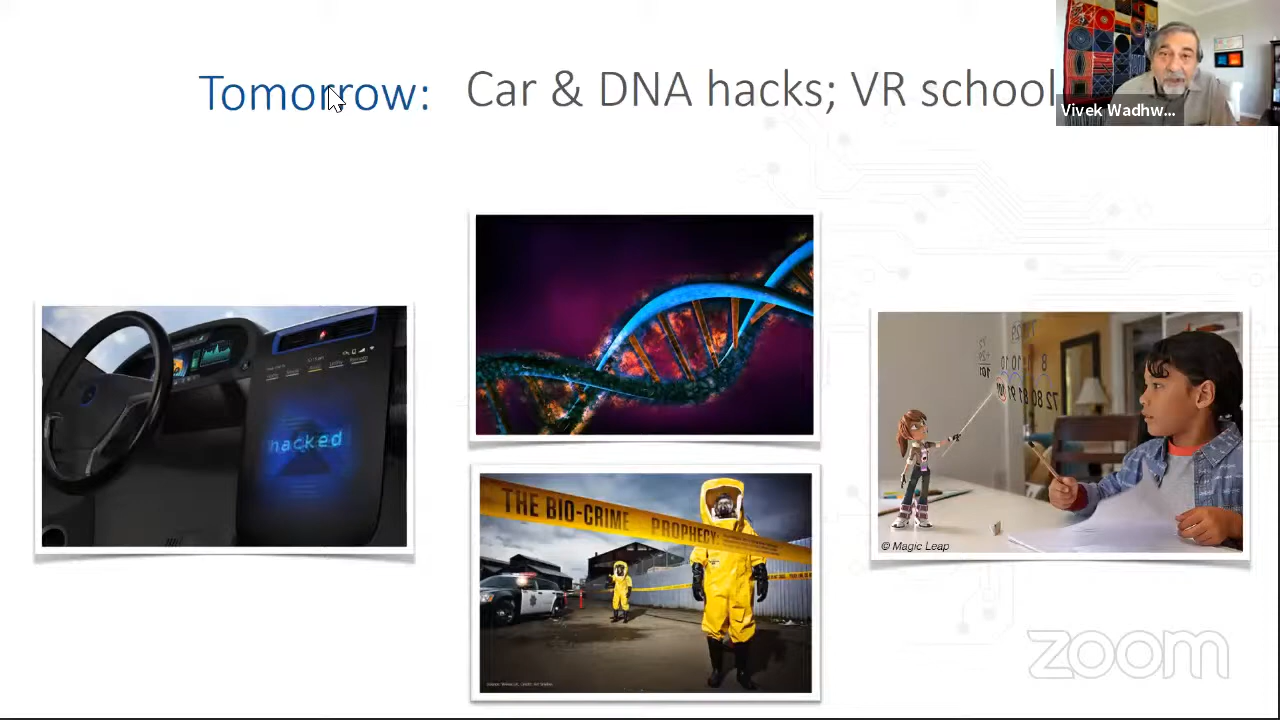 Tomorrow: Car & DNA hacks; VR school
Vivek Wadhw...
hacked
THE BIO-CRIME PROPHECY:
© Magic Leap
zoom